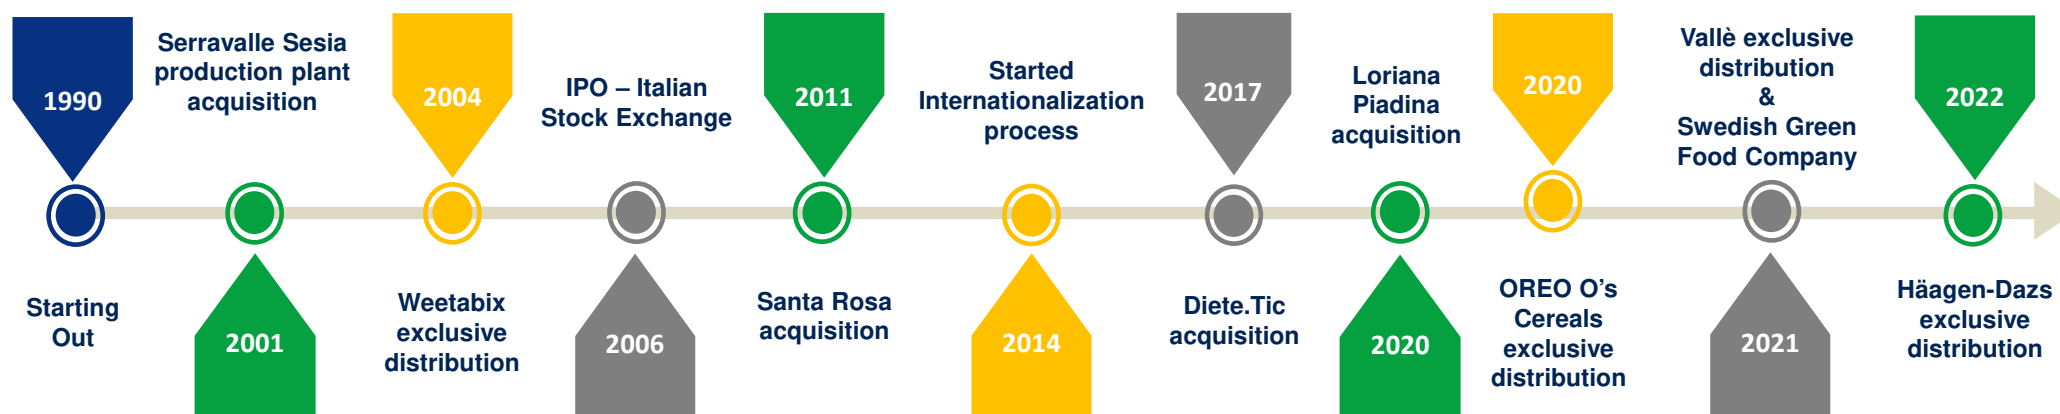 1990
Starting
Out
Serravalle Sesia
production plant
acquisition
2001
2004
Weetabix
exclusive
distribution
IPO – Italian
Stock Exchange
2006
2011
Santa Rosa
acquisition
Started
Internationalization
process
2014
2017
Diete.Tic
acquisition
Loriana
Piadina
acquisition
2020
2020
OREO O’s
Cereals
exclusive
distribution
Vallè exclusive
distribution
&
Swedish Green
Food Company
2021
2022
Häagen-Dazs
exclusive
distribution